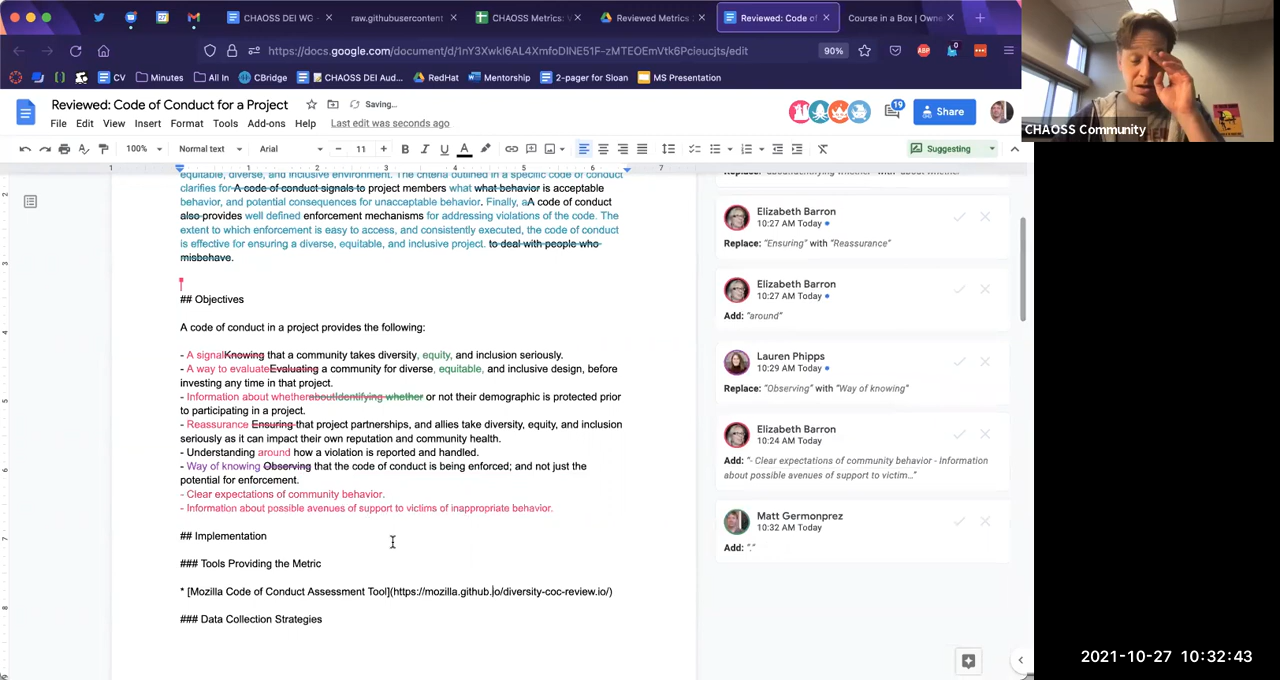 CHAOSS DEI WG
raw.githubusercontent
CHAOSS Metrics:
Reviewed Metrics
Reviewed: Code of
Course in a Box | Owne
https://docs.google.com/document/d/1nY3XwkI6AL4XmfoDINE51F-zMTEOEmVtk6Pcieucjts/edit
90%
CV Minutes All In CBridge CHAOSS DEI Aud... RedHat Mentorship 2-pager for Sloan MS Presentation
Reviewed: Code of Conduct for a Project
Saving...
File Edit View Insert Format Tools Add-ons Help Last edit was seconds ago
19
Share
100% Normal text Arial 11 Suggesting
equitable, diverse, and inclusive environment. The criteria outlined in a specific code of conduct
clarifies for A code of conduct signals to project members what what behavior is acceptable
behavior, and potential consequences for unacceptable behavior. Finally, aA code of conduct
also provides well defined enforcement mechanisms for addressing violations of the code. The
extent to which enforcement is easy to access, and consistently executed, the code of conduct
is effective for ensuring a diverse, equitable, and inclusive project. to deal with people who
misbehave.
## Objectives
A code of conduct in a project provides the following:
- A signalKnowing that a community takes diversity, equity, and inclusion seriously.
- A way to evaluateEvaluating a community for diverse, equitable, and inclusive design, before
investing any time in that project.
- Information about whetheraboutIdentifying whether or not their demographic is protected prior
to participating in a project.
- Reassurance Ensuring that project partnerships, and allies take diversity, equity, and inclusion
seriously as it can impact their own reputation and community health.
- Understanding around how a violation is reported and handled.
- Way of knowing Observing that the code of conduct is being enforced; and not just the
potential for enforcement.
- Clear expectations of community behavior.
- Information about possible avenues of support to victims of inappropriate behavior.
## Implementation
### Tools Providing the Metric
* [Mozilla Code of Conduct Assessment Tool](https://mozilla.github.io/diversity-coc-review.io/)
### Data Collection Strategies
Elizabeth Barron
10:27 AM Today
Replace: "Ensuring" with "Reassurance"
Elizabeth Barron
10:27 AM Today
Add: "around"
Lauren Phipps
10:29 AM Today
Replace: "Observing" with "Way of knowing"
Elizabeth Barron
10:24 AM Today
Add: "- Clear expectations of community behavior - Information
about possible avenues of support to victim..."
Matt Germonprez
10:32 AM Today
Add: "."
CHAOSS Community
2021-10-27 10:32:43